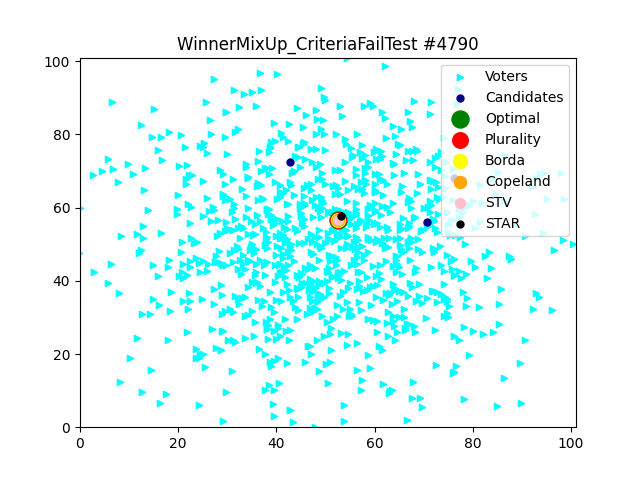 WinnerMixUp_CriteriaFailTest #4790
100
80
60
40
20
0
0
20
40
60
80
100
Voters
Candidates
Optimal
Plurality
Borda
Copeland
STV
STAR